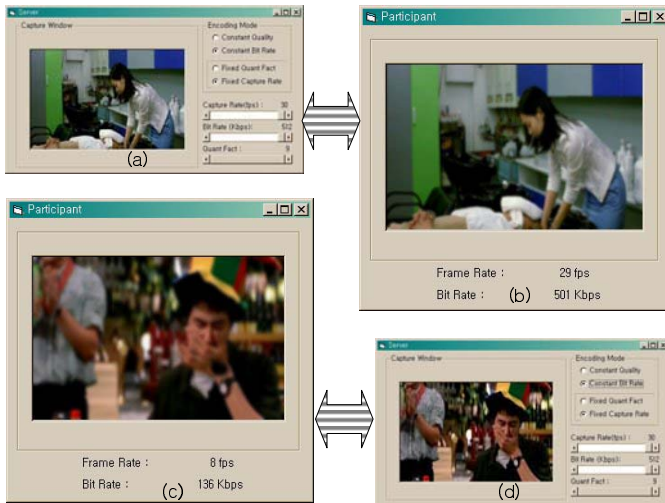 Server
Capture Window
Encoding Mode
Constant Quality
Constant Bit Rate
Fixed Quant Fact
Fixed Capture Rate
Capture Rate(fps) : 30
Bit Rate (Kbps): 512
Quant Fact : 9
(a)
Participant
Frame Rate : 29 fps
Bit Rate : 501 Kbps
(b)
Participant
Frame Rate : 8 fps
Bit Rate : 136 Kbps
(c)
Server
Capture Window
Encoding Mode
Constant Quality
Constant Bit Rate
Fixed Quant Fact
Fixed Capture Rate
Capture Rate(fps) : 30
Bit Rate (Kbps): 512
Quant Fact : 9
(d)